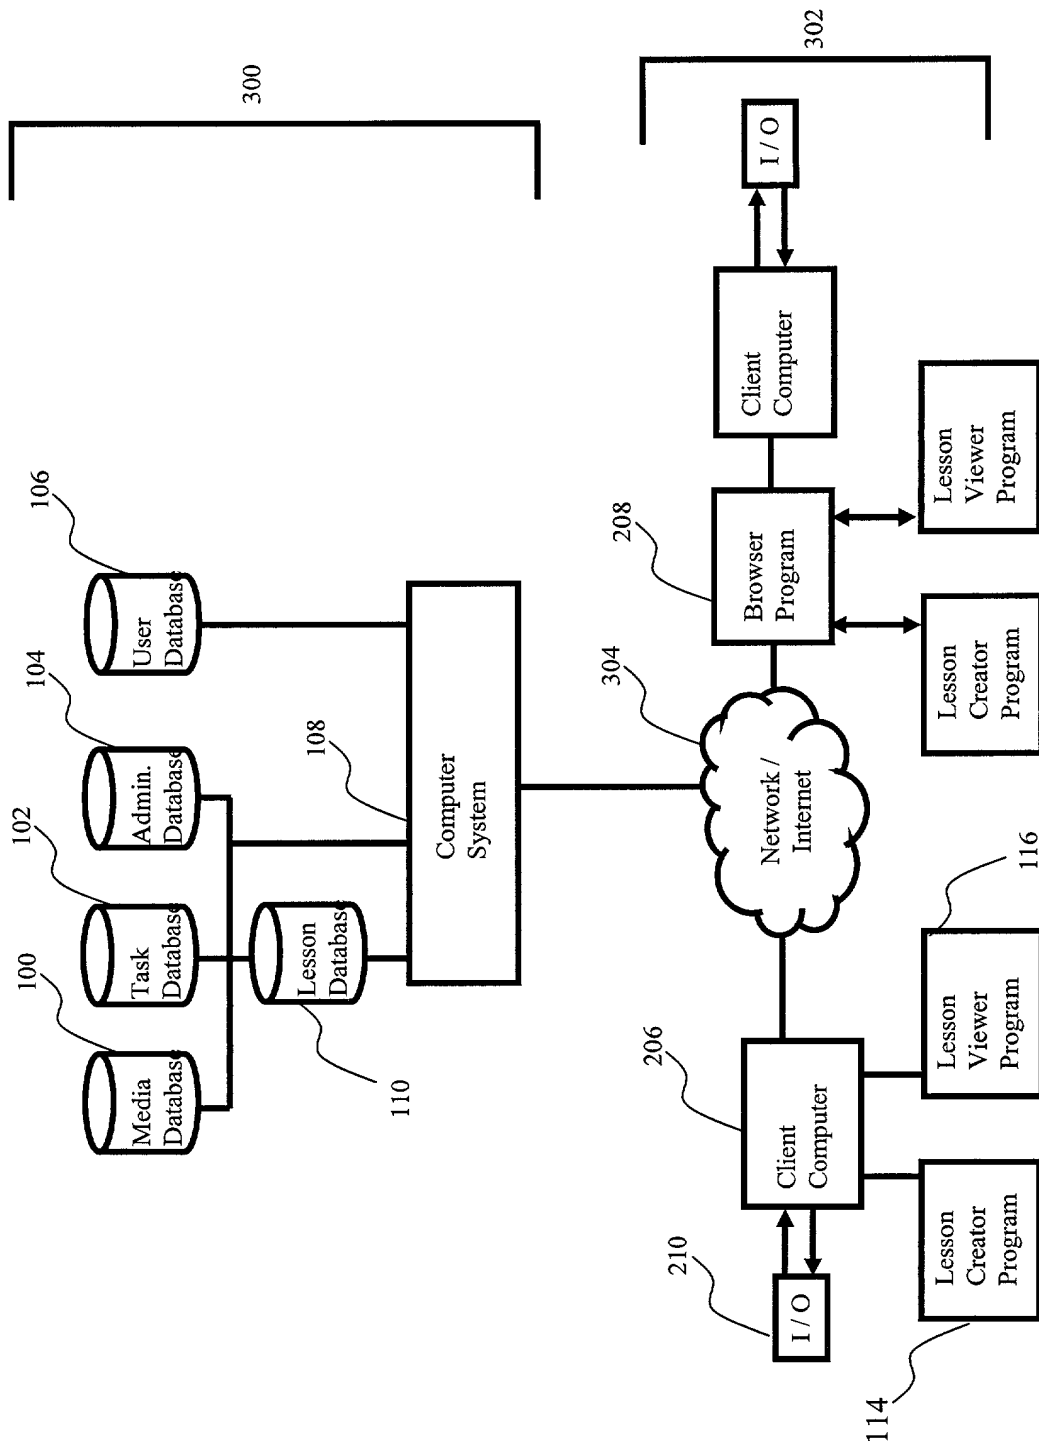 300
100
102
104
106
Media
Database
Task
Database
Admin.
Database
User
Database
110
Lesson
Database
108
Computer
System
302
304
Network /
Internet
210
I / O
206
Client
Computer
208
Browser
Program
Client
Computer
I / O
114
Lesson
Creator
Program
116
Lesson
Viewer
Program
Lesson
Creator
Program
Lesson
Viewer
Program